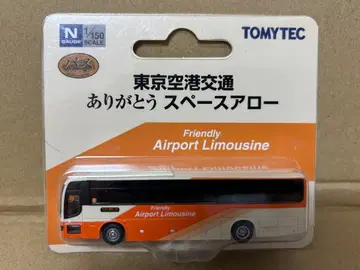 N
GAUGE
1/150
SCALE
TOMYTEC
東京空港交通
ありがとう スペースアロー
Friendly
Airport Limousine
Friendly
Airport Limousine